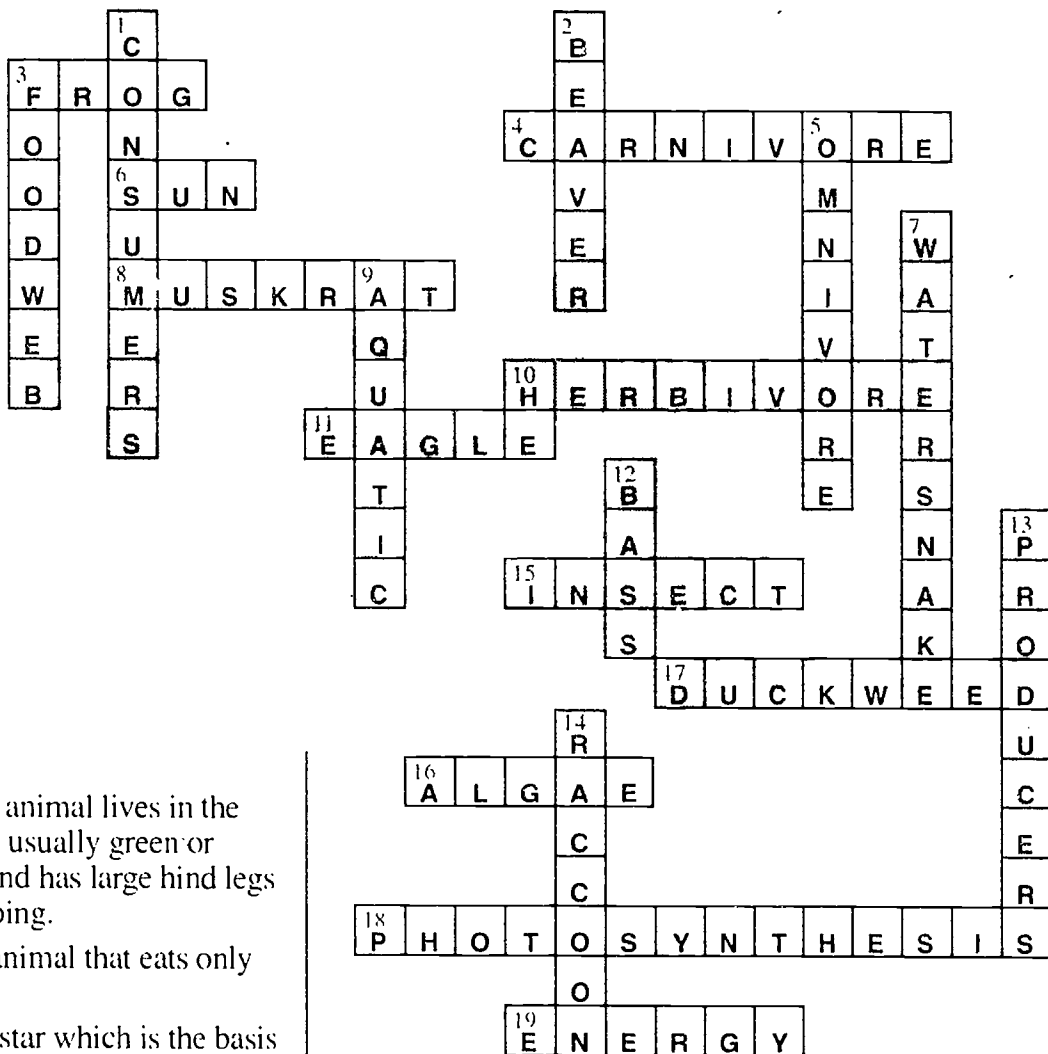 1
C
2
B
3
F R O G
E
O N
4
C A R N I V O R E
5
O
6
S U N
V
M
D U
E
N
7
W
W
8
M U S K R A T
9
R
I
A
E E
Q
V
T
B R
U
10
H E R B I V O R E
S
11
E A G L E
R
R
T
12
B
E
S
I
A
N
13
P
C
15
I N S E C T
A
R
S
K
O
17
D U C K W E E D
14
R
U
16
A L G A E
C
animal lives in the
usually green or
C
E
nd has large hind legs
C
R
ping.
18
P H O T O S Y N T H E S I S
animal that eats only
O
star which is the basis
19
E N E R G Y